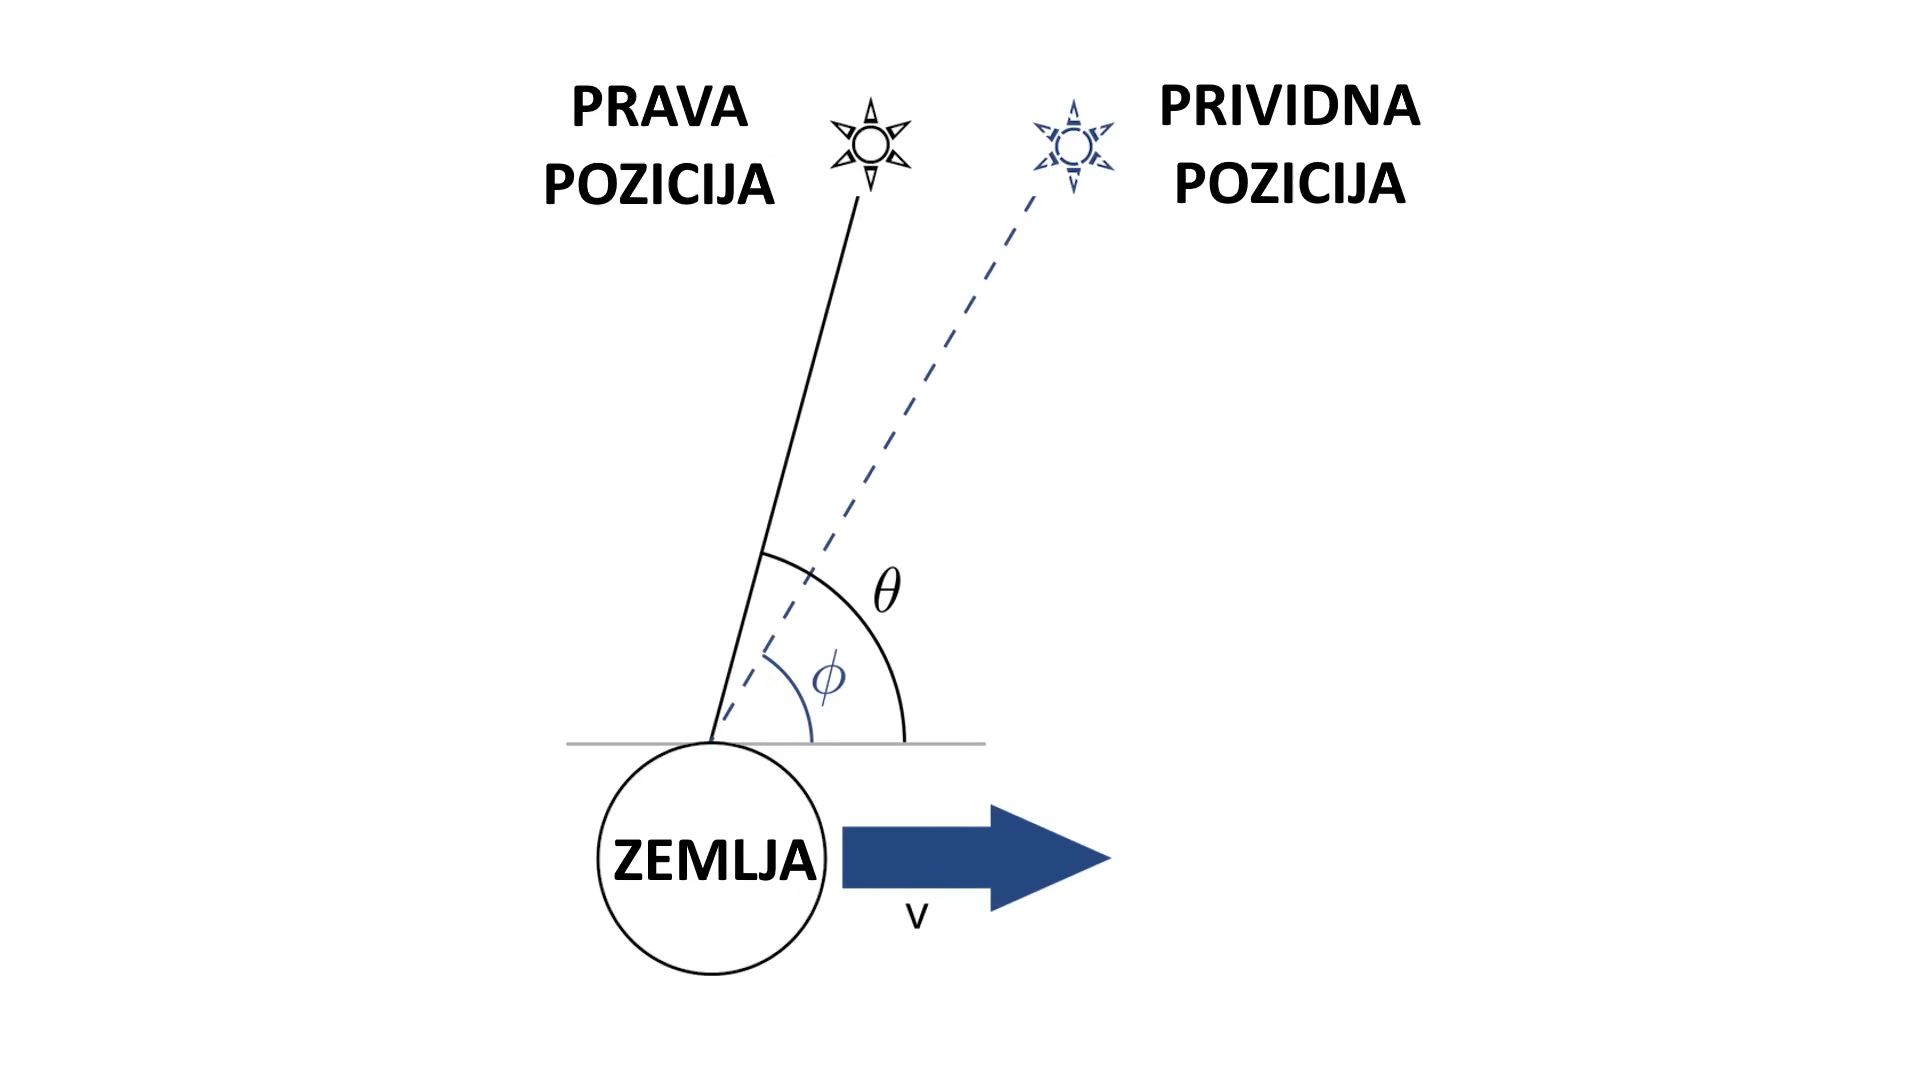 PRAVA
POZICIJA
PRIVIDNA
POZICIJA
θ
ϕ
ZEMLJA
v